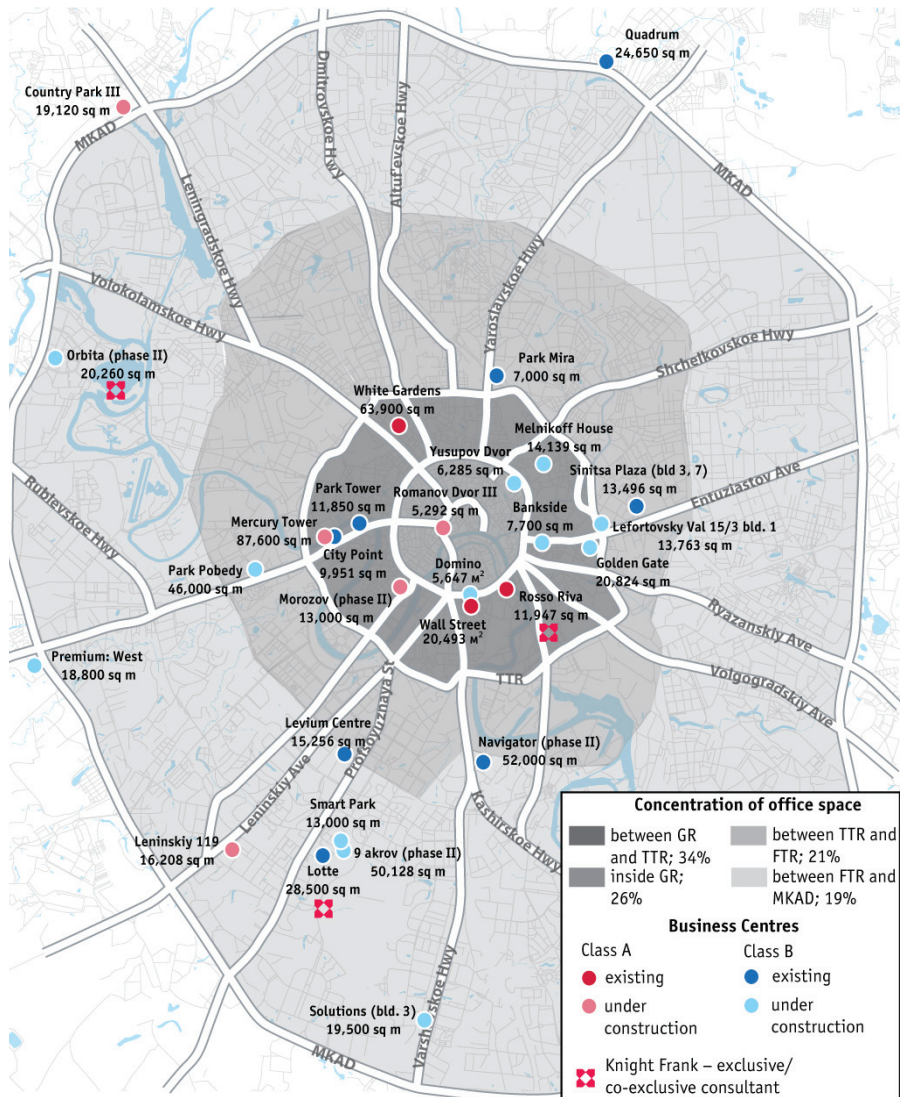 Quadrum
24,650 sq m
Country Park III
19,120 sq m
MKAD
Dmitrovskoe Hwy
Altuf'evskoe Hwy
Leningradskoe Hwy
MKAD
Yaroslavskoe Hwy
Volokolamskoe Hwy
Shchelkovskoe Hwy
Orbita (phase II)
20,260 sq m
Park Mira
7,000 sq m
White Gardens
63,900 sq m
Melnikoff House
14,139 sq m
Yusupov Dvor
6,285 sq m
Sinitsa Plaza (bld 3, 7)
13,496 sq m
Entuziastov Ave
Rublevskoe Hwy
Park Tower
11,850 sq m
Romanov Dvor III
5,292 sq m
Bankside
7,700 sq m
Mercury Tower
87,600 sq m
Lefortovsky Val 15/3 bld. 1
13,763 sq m
City Point
9,951 sq m
Domino
5,647 м²
Golden Gate
20,824 sq m
Park Pobedy
46,000 sq m
Morozov (phase II)
13,000 sq m
Rosso Riva
11,947 sq m
Wall Street
20,493 м²
Ryazanskiy Ave
Premium: West
18,800 sq m
TTR
Volgogradskiy Ave
Profsoyuznaya St
Levium Centre
15,256 sq m
Navigator (phase II)
52,000 sq m
Leninskiy Ave
Kashirskoe Hwy
Smart Park
13,000 sq m
Leninskiy 119
16,208 sq m
9 akrov (phase II)
50,128 sq m
Lotte
28,500 sq m
Varshavskoe Hwy
Solutions (bld. 3)
19,500 sq m
MKAD
Concentration of office space
between GR
and TTR; 34%
between TTR and
FTR; 21%
inside GR;
26%
between FTR and
MKAD; 19%
Business Centres
Class A
Class B
existing
existing
under
construction
under
construction
Knight Frank – exclusive/
co-exclusive consultant